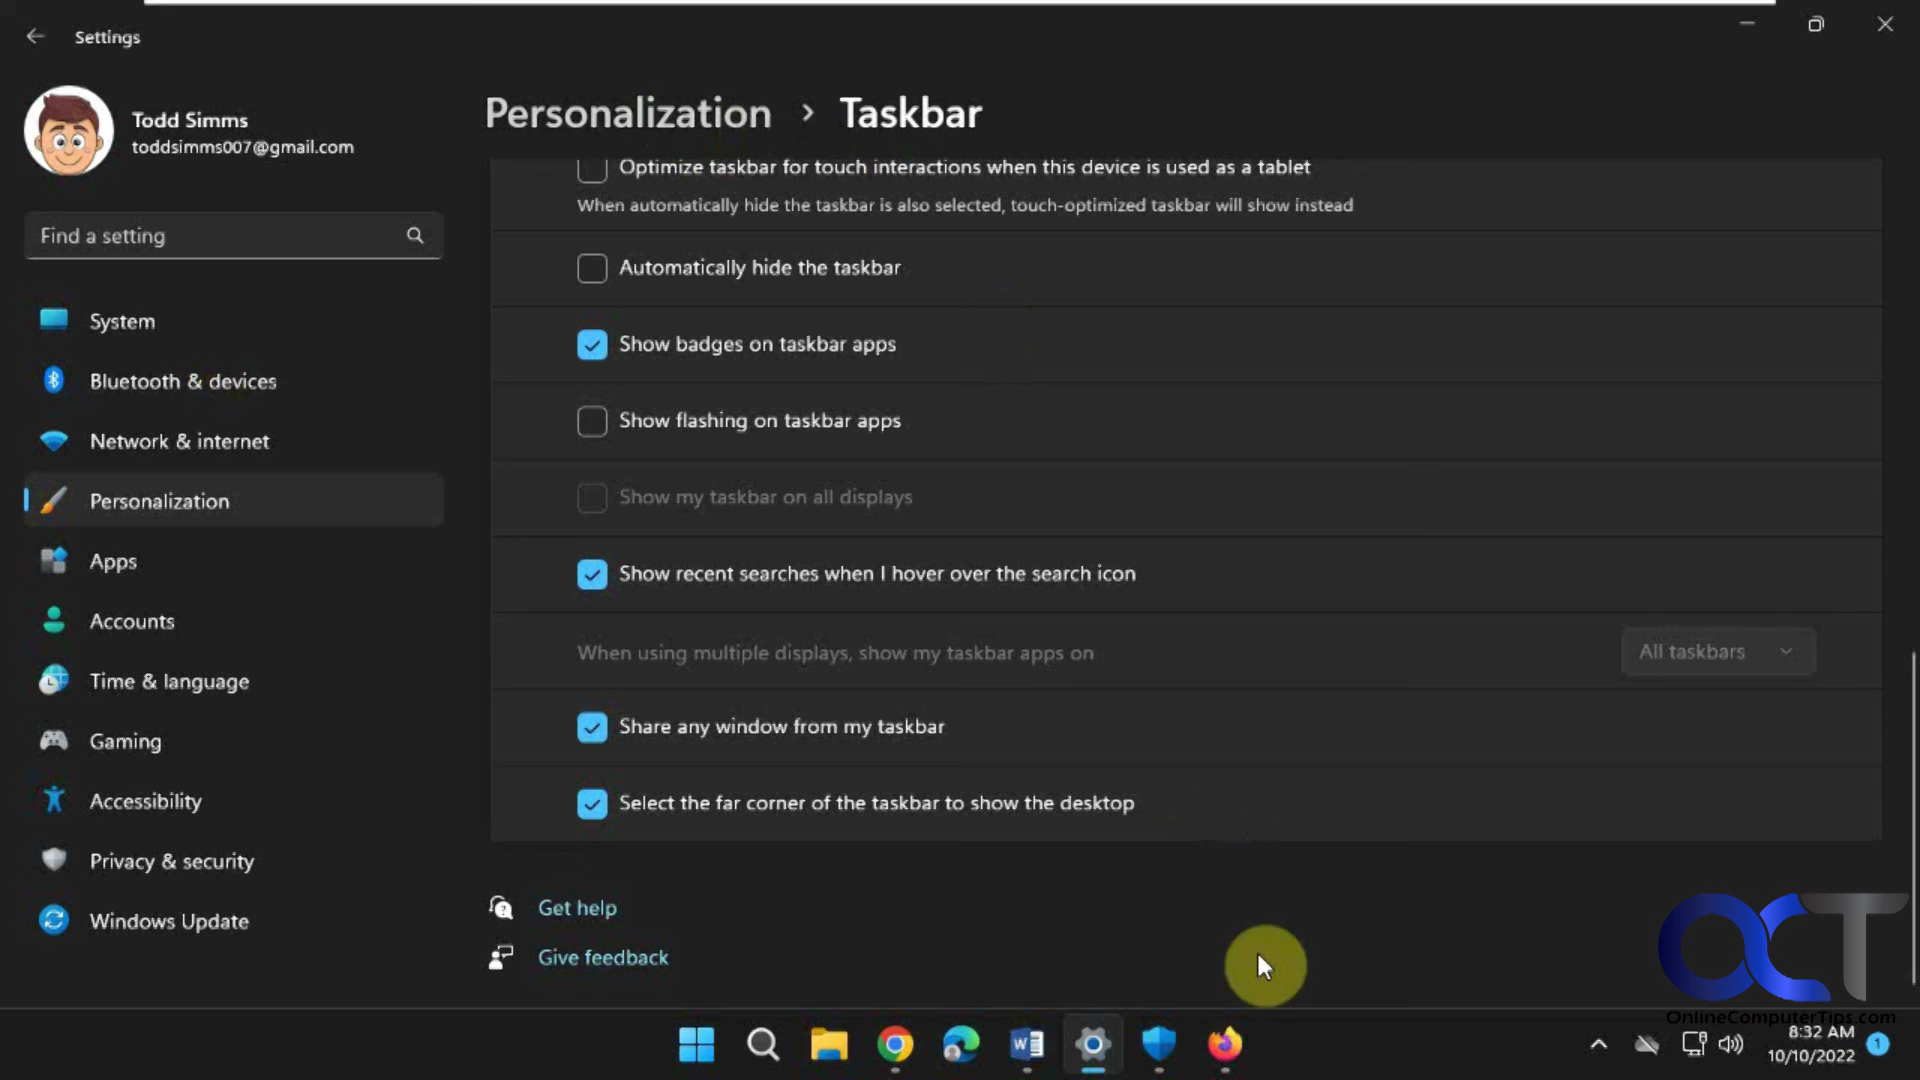 Settings
Todd Simms
toddsimms007@gmail.com
Find a setting
System
Bluetooth & devices
Network & internet
Personalization
Apps
Accounts
Time & language
Gaming
Accessibility
Privacy & security
Windows Update
Personalization > Taskbar
Optimize taskbar for touch interactions when this device is used as a tablet
When automatically hide the taskbar is also selected, touch-optimized taskbar will show instead
Automatically hide the taskbar
Show badges on taskbar apps
Show flashing on taskbar apps
Show my taskbar on all displays
Show recent searches when I hover over the search icon
When using multiple displays, show my taskbar apps on
All taskbars
Share any window from my taskbar
Select the far corner of the taskbar to show the desktop
Get help
Give feedback
OCT
OnlineComputerTips.com
W
8:32 AM
10/10/2022
1